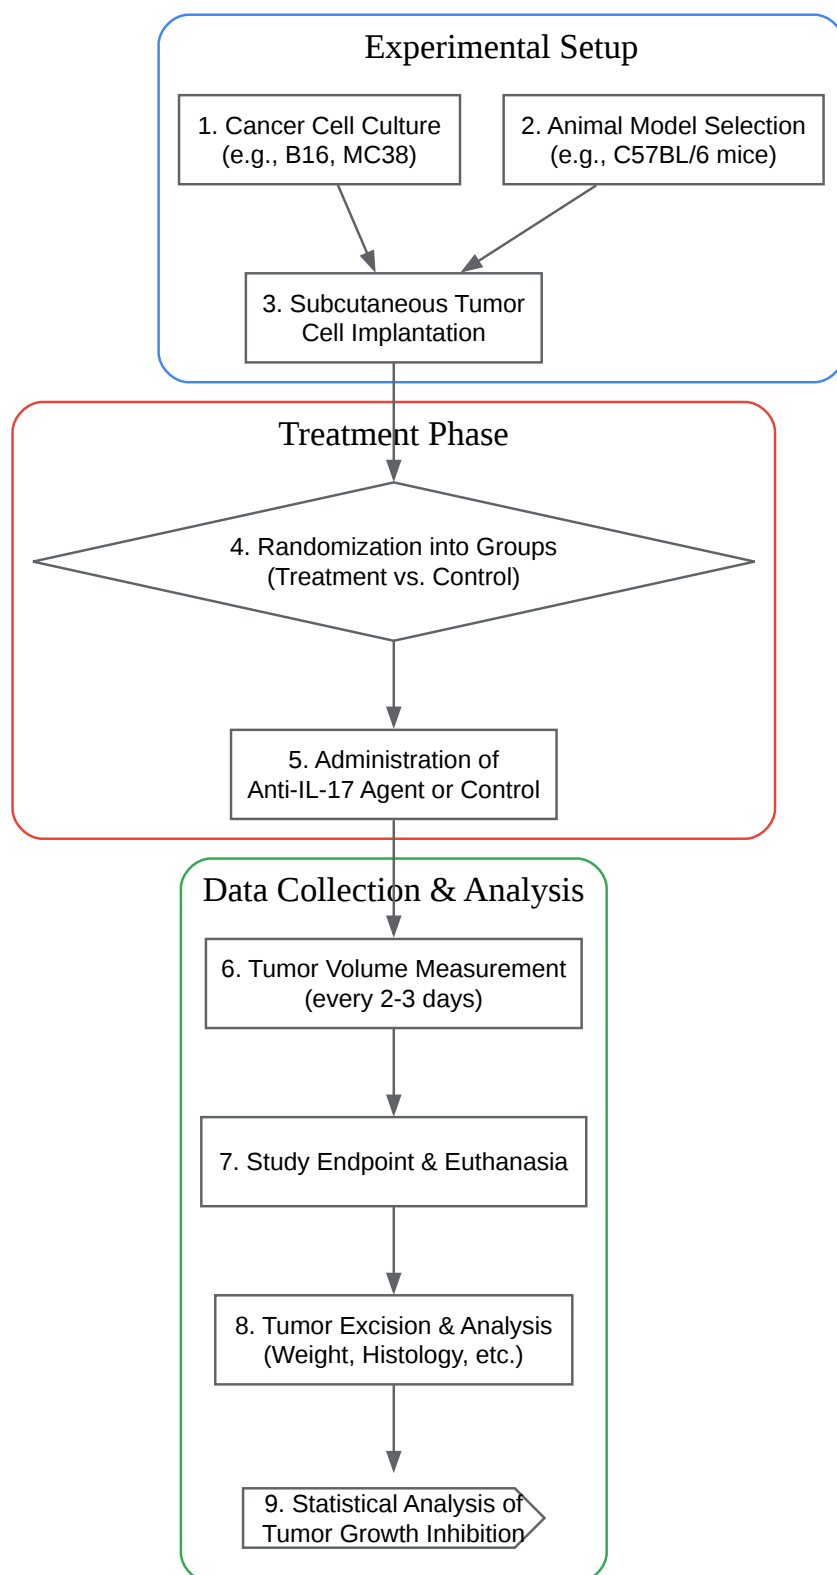 Experimental Setup
1. Cancer Cell Culture
(e.g., B16, MC38)
2. Animal Model Selection
(e.g., C57BL/6 mice)
3. Subcutaneous Tumor
Cell Implantation
Treatment Phase
4. Randomization into Groups
(Treatment vs. Control)
5. Administration of
Anti-IL-17 Agent or Control
Data Collection & Analysis
6. Tumor Volume Measurement
(every 2-3 days)
7. Study Endpoint & Euthanasia
8. Tumor Excision & Analysis
(Weight, Histology, etc.)
9. Statistical Analysis of
Tumor Growth Inhibition